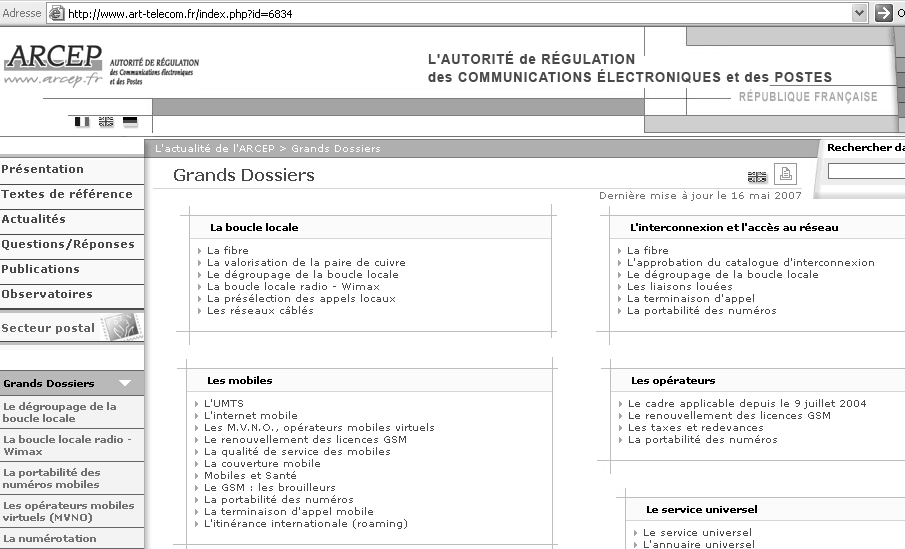 Adresse http://www.art-telecom.fr/index.php?id=6834
ARCEP
www.arcep.fr
AUTORITÉ DE RÉGULATION
des Communications électroniques
et des Postes
L'AUTORITÉ de RÉGULATION
des COMMUNICATIONS ÉLECTRONIQUES et des POSTES
RÉPUBLIQUE FRANÇAISE
L'actualité de l'ARCEP > Grands Dossiers
Rechercher da
Grands Dossiers
Dernière mise à jour le 16 mai 2007
Présentation
Textes de référence
Actualités
Questions/Réponses
Publications
Observatoires
Secteur postal
Grands Dossiers
Le dégroupage de la
boucle locale
La boucle locale radio -
Wimax
La portabilité des
numéros mobiles
Les opérateurs mobiles
virtuels (MVNO)
La numérotation
La boucle locale
La fibre
La valorisation de la paire de cuivre
Le dégroupage de la boucle locale
La boucle locale radio - Wimax
La présélection des appels locaux
Les réseaux câblés
L'interconnexion et l'accès au réseau
La fibre
L'approbation du catalogue d'interconnexion
Le dégroupage de la boucle locale
Les liaisons louées
La terminaison d'appel
La portabilité des numéros
Les mobiles
L'UMTS
L'internet mobile
Les M.V.N.O., opérateurs mobiles virtuels
Le renouvellement des licences GSM
La qualité de service des mobiles
La couverture mobile
Mobiles et Santé
Le GSM : les brouilleurs
La portabilité des numéros
La terminaison d'appel mobile
L'itinérance internationale (roaming)
Les opérateurs
Le cadre applicable depuis le 9 juillet 2004
Le renouvellement des licences GSM
Les taxes et redevances
La portabilité des numéros
Le service universel
Le service universel
L'annuaire universel